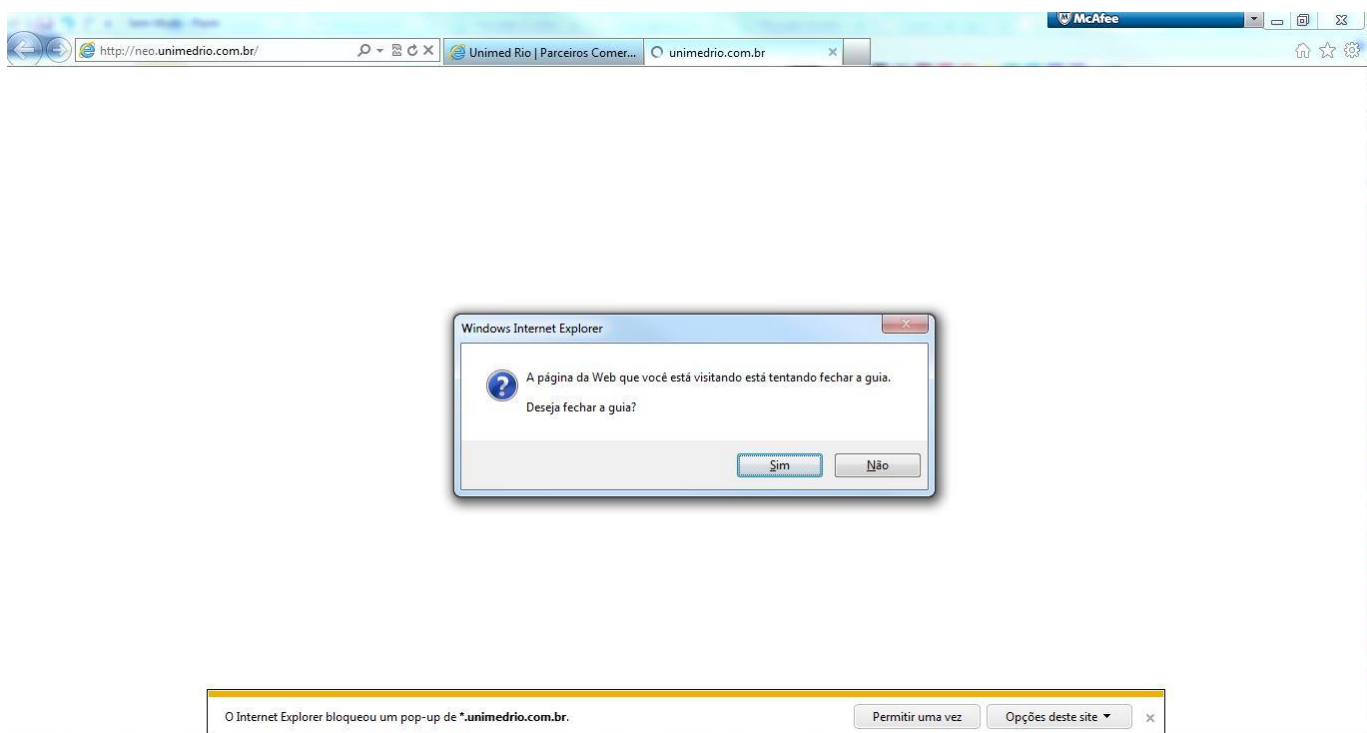 McAfee
http://neo.unimedrio.com.br/
Unimed Rio | Parceiros Comer...
unimedrio.com.br
Windows Internet Explorer
A página da Web que você está visitando está tentando fechar a guia.
Deseja fechar a guia?
Sim
Não
O Internet Explorer bloqueou um pop-up de *.unimedrio.com.br.
Permitir uma vez
Opções deste site